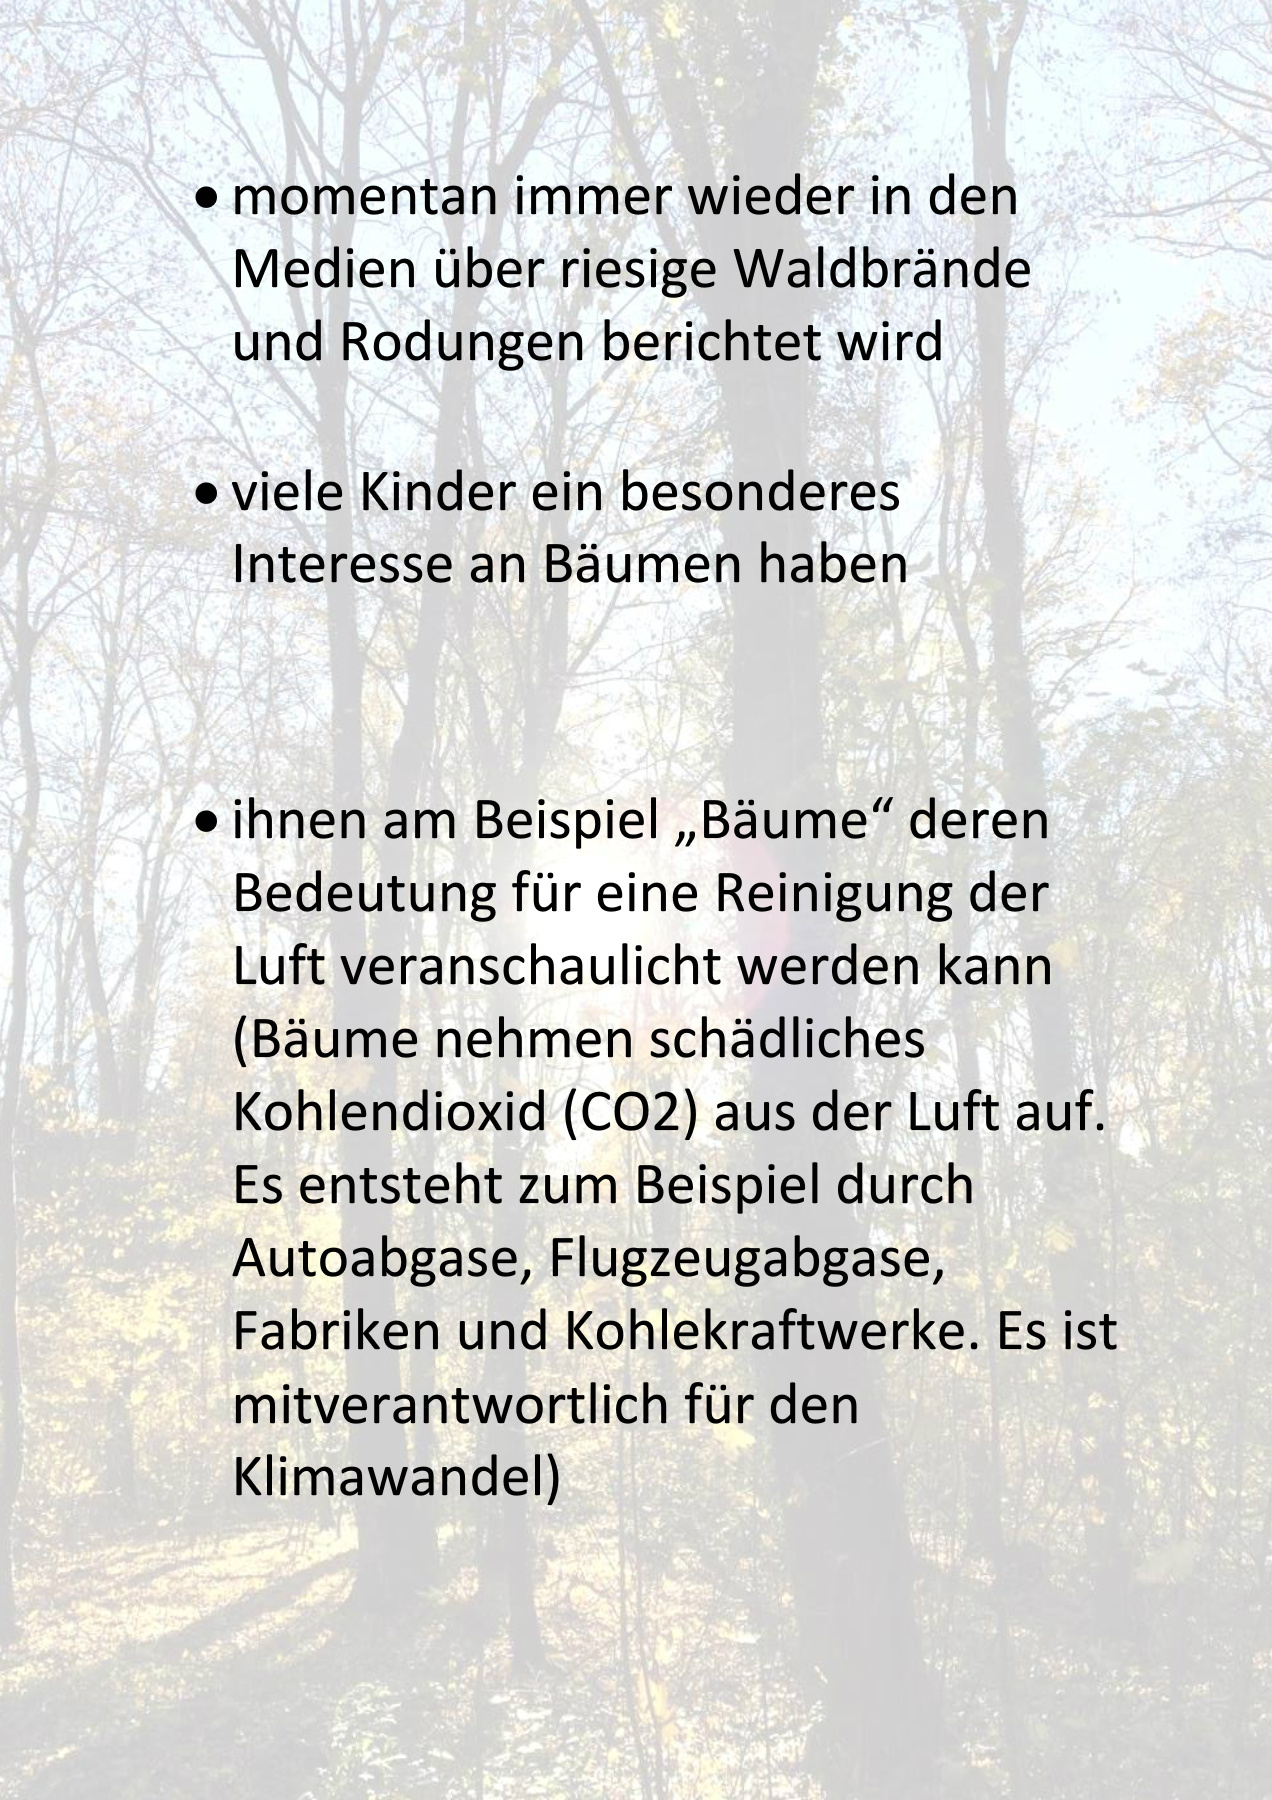 • momentan immer wieder in den
Medien über riesige Waldbrände
und Rodungen berichtet wird
• viele Kinder ein besonderes
Interesse an Bäumen haben
• ihnen am Beispiel „Bäume“ deren
Bedeutung für eine Reinigung der
Luft veranschaulicht werden kann
(Bäume nehmen schädliches
Kohlendioxid (CO2) aus der Luft auf.
Es entsteht zum Beispiel durch
Autoabgase, Flugzeugabgase,
Fabriken und Kohlekraftwerke. Es ist
mitverantwortlich für den
Klimawandel)